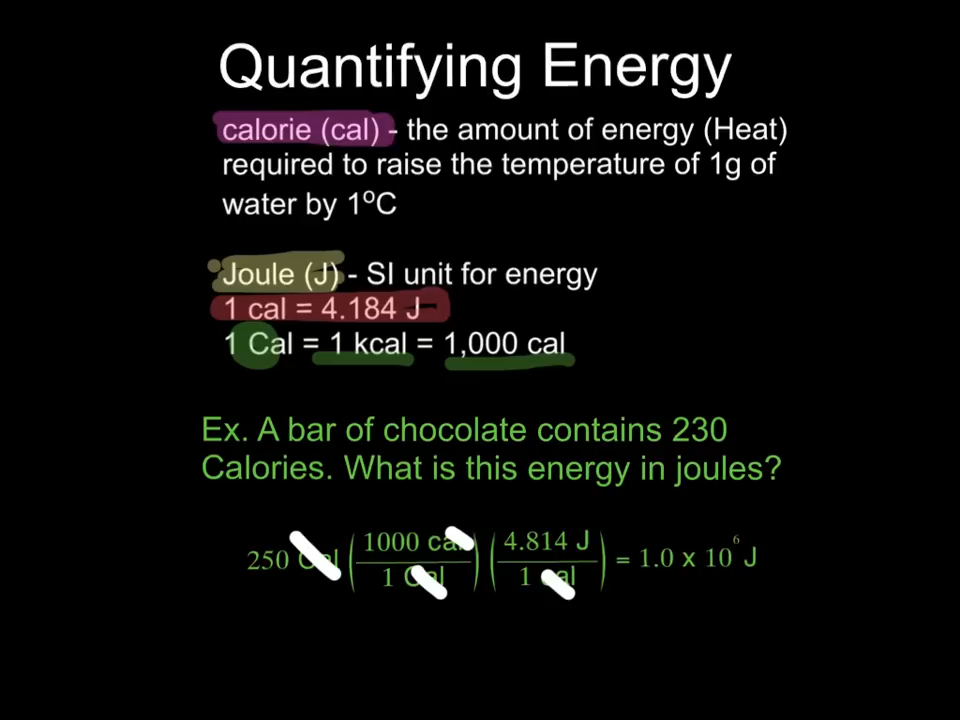 Quantifying Energy
calorie (cal) - the amount of energy (Heat)
required to raise the temperature of 1g of
water by 1°C
Joule (J) - SI unit for energy
1 cal = 4.184 J
1 Cal = 1 kcal = 1,000 cal
Ex. A bar of chocolate contains 230
Calories. What is this energy in joules?
250 Cal (1000 cal / 1 Cal) (4.814 J / 1 cal) = 1.0 x 10⁶ J